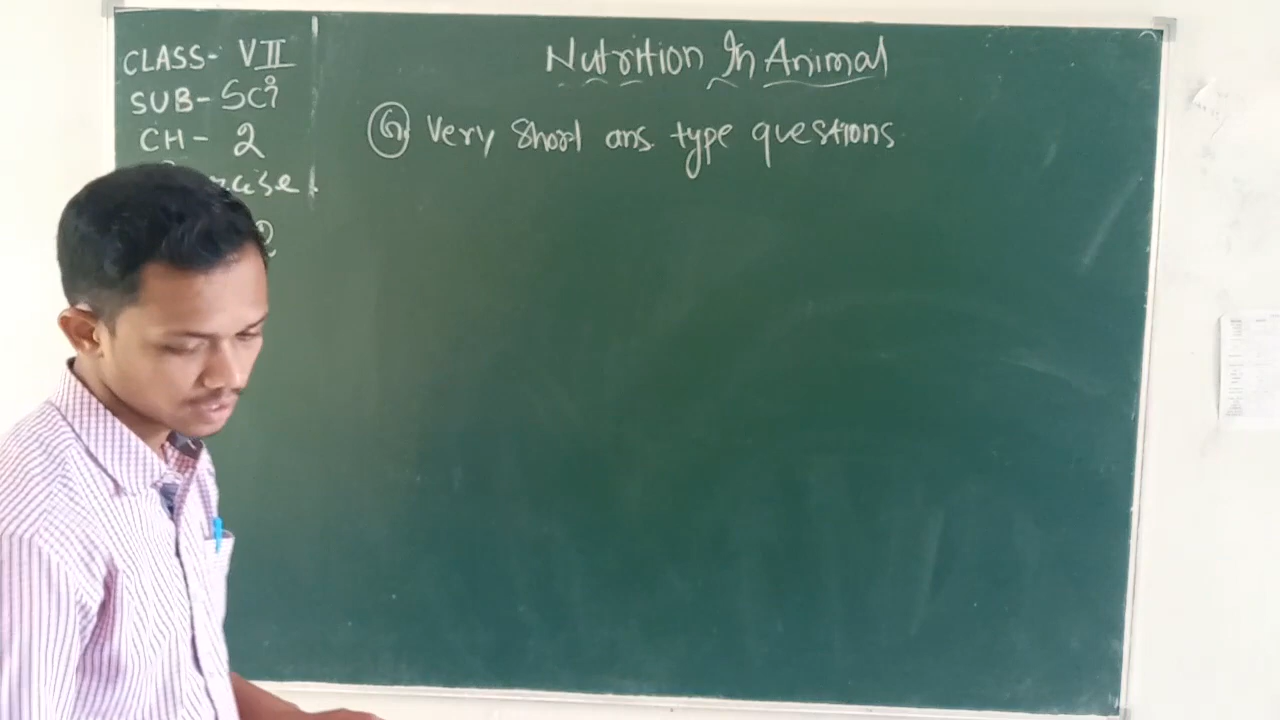 CLASS- VII
SUB- Sci
CH- 2
Nutrition In Animal
Very Short ans. type questions